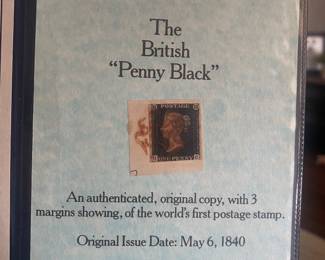 The
British
“Penny Black”
POSTAGE
ONE PENNY
An authenticated, original copy, with 3
margins showing, of the world's first postage stamp.
Original Issue Date: May 6, 1840